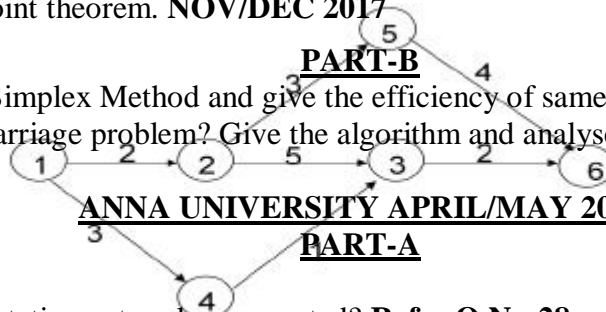 oint theorem. NOV/DEC 2017
5
PART-B
3
4
Simplex Method and give the efficiency of same
arriage problem? Give the algorithm and analyse
1
2
2
5
3
2
6
ANNA UNIVERSITY APRIL/MAY 20
3
PART-A
4